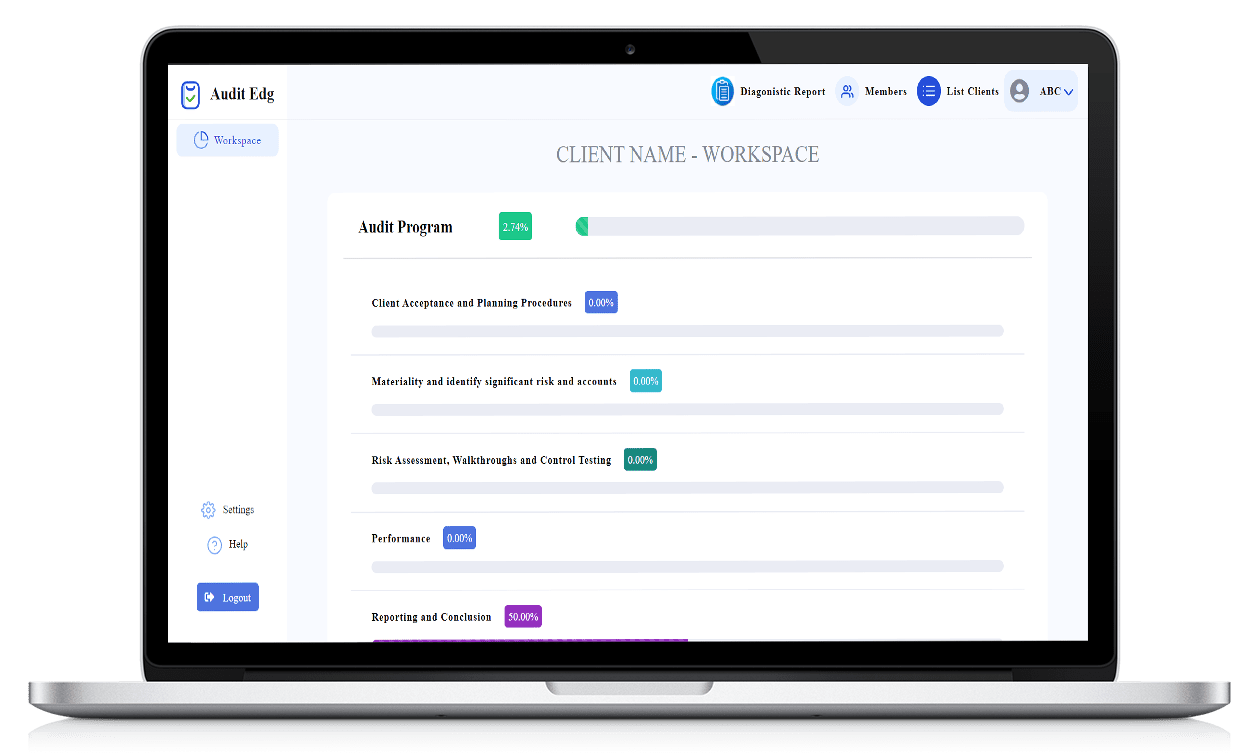 Audit Edg
Diagonistic Report
Members
List Clients
ABC
Workspace
CLIENT NAME - WORKSPACE
Audit Program
2.74%
Client Acceptance and Planning Procedures
0.00%
Materiality and identify significant risk and accounts
0.00%
Risk Assessment, Walkthroughs and Control Testing
0.00%
Performance
0.00%
Reporting and Conclusion
50.00%
Settings
Help
Logout